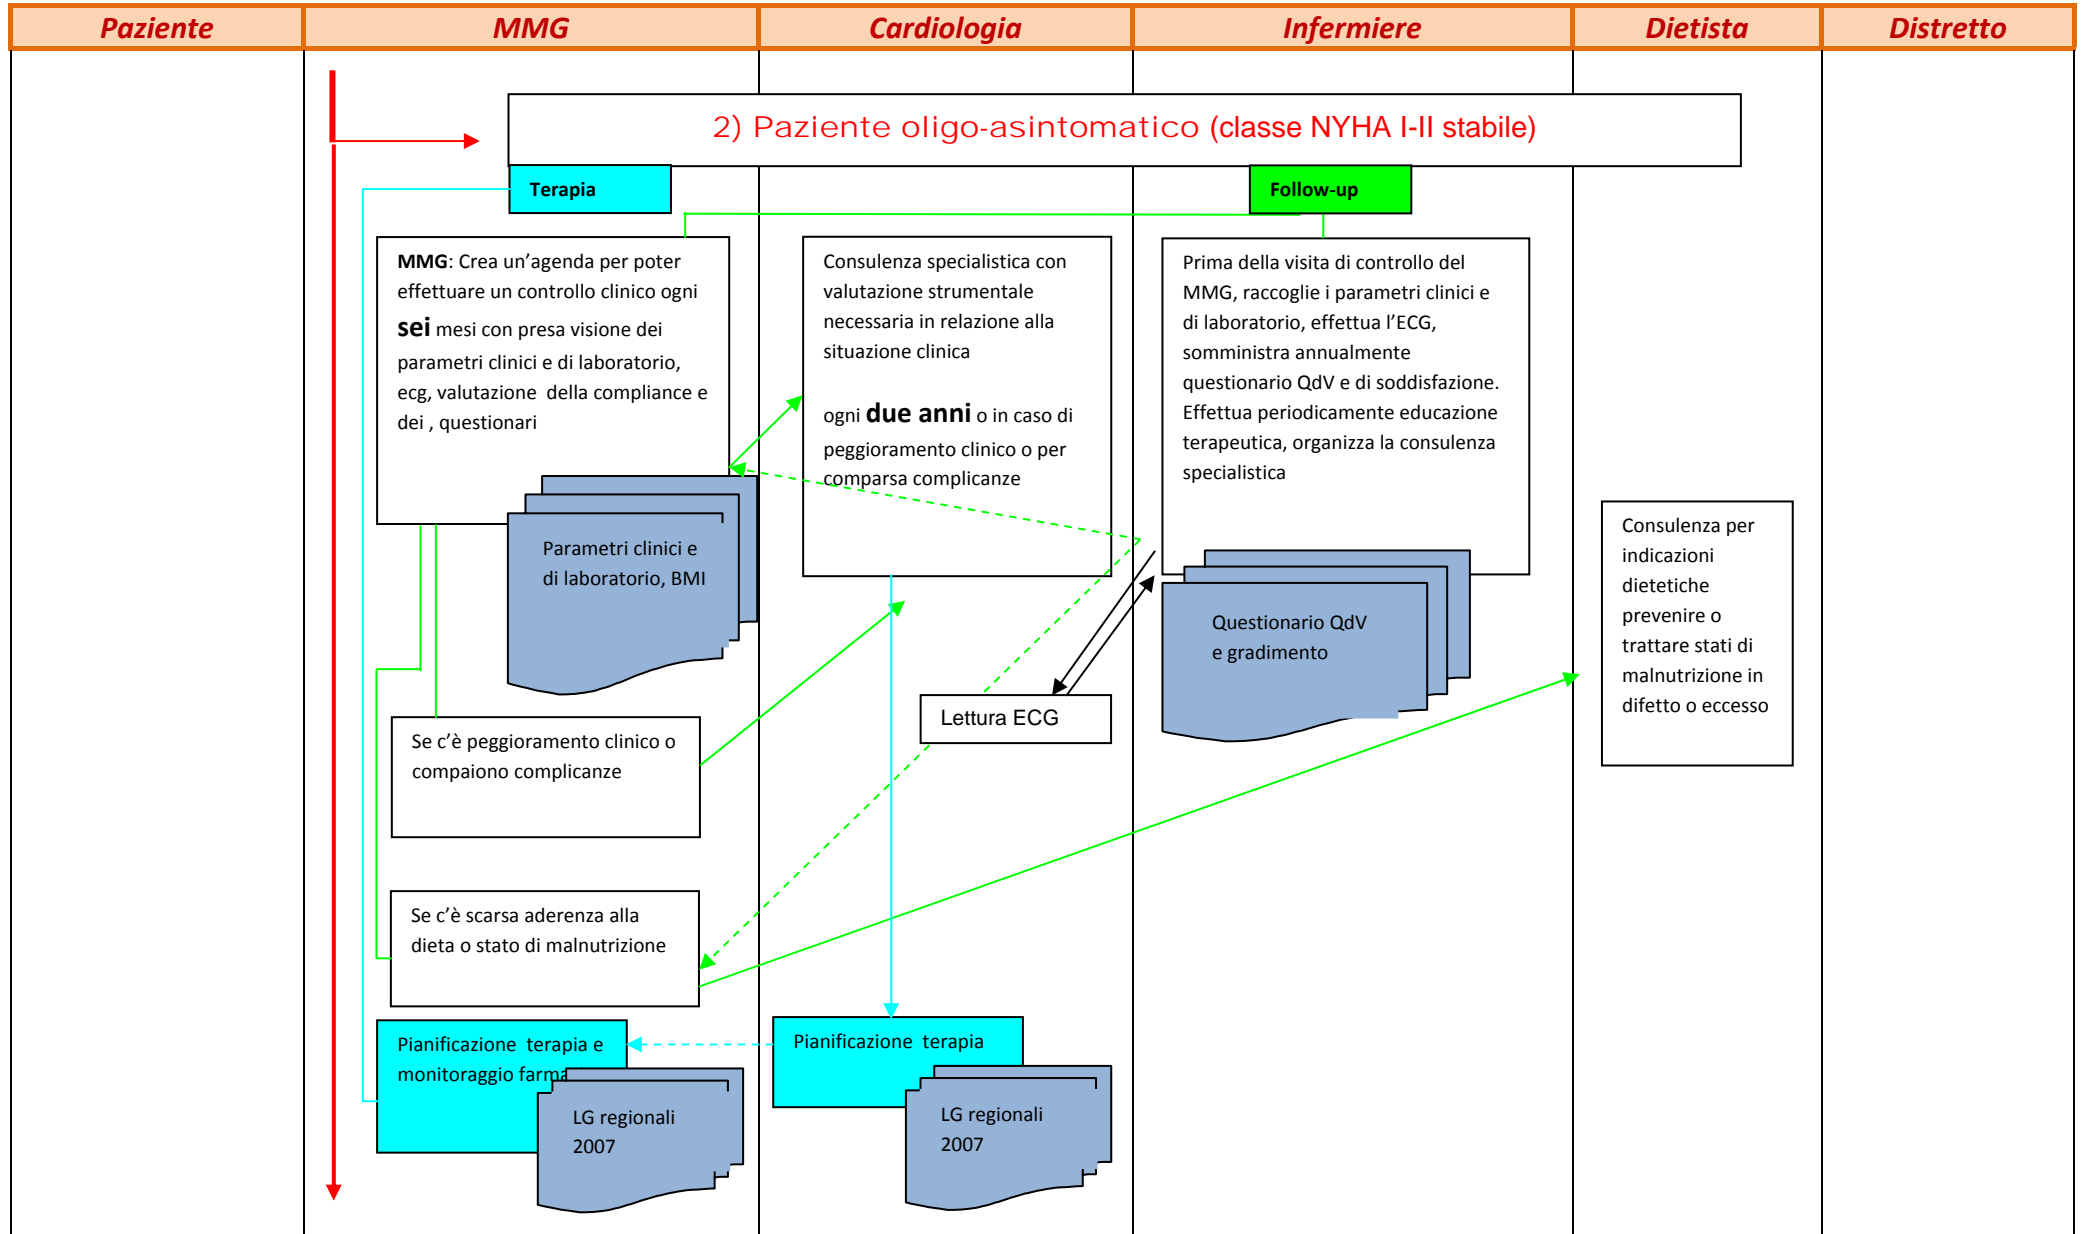 Paziente
MMG
Cardiologia
Infermiere
Dietista
Distretto
2) Paziente oligo-asintomatico (classe NYHA I-II stabile)
Terapia
Follow-up
MMG: Crea un’agenda per poter
effettuare un controllo clinico ogni
sei mesi con presa visione dei
parametri clinici e di laboratorio,
ecg, valutazione della compliance e
dei , questionari
Parametri clinici e
di laboratorio, BMI
Consulenza specialistica con
valutazione strumentale
necessaria in relazione alla
situazione clinica
ogni due anni o in caso di
peggioramento clinico o per
comparsa complicanze
Prima della visita di controllo del
MMG, raccoglie i parametri clinici e
di laboratorio, effettua l’ECG,
somministra annualmente
questionario QdV e di soddisfazione.
Effettua periodicamente educazione
terapeutica, organizza la consulenza
specialistica
Questionario QdV
e gradimento
Consulenza per
indicazioni
dietetiche
prevenire o
trattare stati di
malnutrizione in
difetto o eccesso
Lettura ECG
Se c’è peggioramento clinico o
compaiono complicanze
Se c’è scarsa aderenza alla
dieta o stato di malnutrizione
Pianificazione terapia e
monitoraggio
LG regionali
2007
Pianificazione terapia
LG regionali
2007